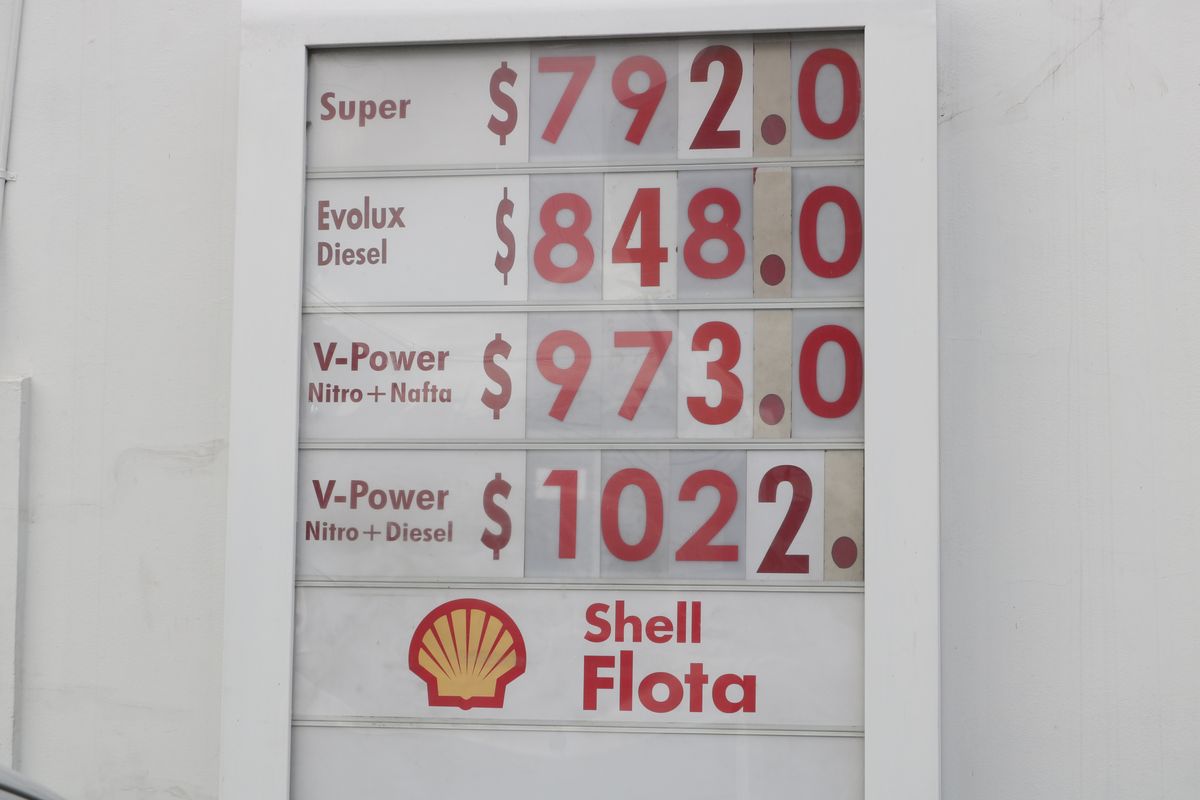 Super $ 792.0
Evolux
Diesel $ 848.0
V-Power
Nitro+Nafta $ 973.0
V-Power
Nitro+Diesel $ 1022.
Shell
Flota